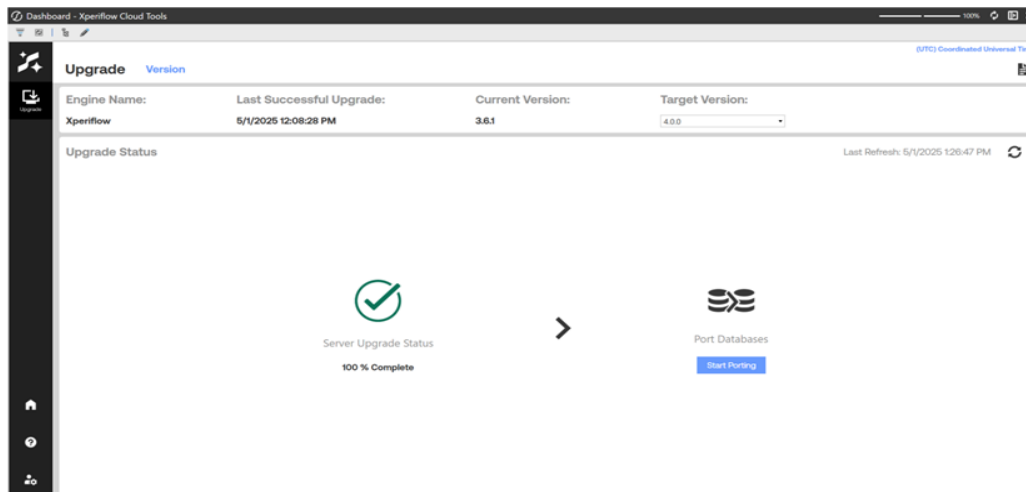 Dashboard - Xperiflow Cloud Tools
100%
(UTC) Coordinated Universal
Upgrade Version
Upgrade
Engine Name: Last Successful Upgrade: Current Version: Target Version:
Xperiflow 5/1/2025 12:08:28 PM 3.6.1 4.0.0
Upgrade Status Last Refresh: 5/1/2025 1:26:47 PM
Server Upgrade Status Port Databases
100 % Complete Start Porting